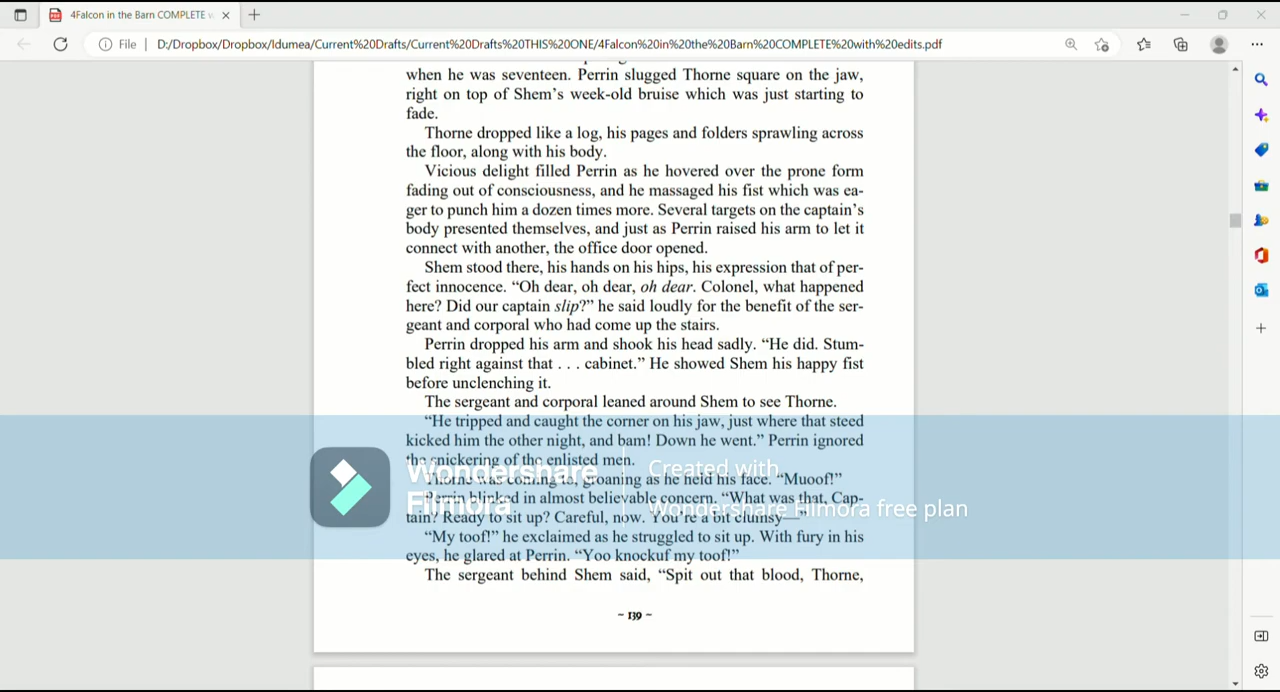 4Falcon in the Barn COMPLETE
File
D:/Dropbox/Dropbox/Idumea/Current%20Drafts/Current%20Drafts%20THIS%20ONE/4Falcon%20in%20the%20Barn%20COMPLETE%20with%20edits.pdf
when he was seventeen. Perrin slugged Thorne square on the jaw,
right on top of Shem’s week-old bruise which was just starting to
fade.
Thorne dropped like a log, his pages and folders sprawling across
the floor, along with his body.
Vicious delight filled Perrin as he hovered over the prone form
fading out of consciousness, and he massaged his fist which was ea-
ger to punch him a dozen times more. Several targets on the captain’s
body presented themselves, and just as Perrin raised his arm to let it
connect with another, the office door opened.
Shem stood there, his hands on his hips, his expression that of per-
fect innocence. “Oh dear, oh dear, oh dear. Colonel, what happened
here? Did our captain slip?” he said loudly for the benefit of the ser-
geant and corporal who had come up the stairs.
Perrin dropped his arm and shook his head sadly. “He did. Stum-
bled right against that . . . cabinet.” He showed Shem his happy fist
before unclenching it.
The sergeant and corporal leaned around Shem to see Thorne.
“He tripped and caught the corner on his jaw, just where that steed
kicked him the other night, and bam! Down he went.” Perrin ignored
the snickering of the enlisted men.
Thorne was coming to, groaning as he held his face. “Muoof!”
Perrin blinked in almost believable concern. “What was that, Cap-
tain? Ready to sit up? Careful, now. You’re a bit clumsy—”
“My toof!” he exclaimed as he struggled to sit up. With fury in his
eyes, he glared at Perrin. “Yoo knockuf my toof!”
The sergeant behind Shem said, “Spit out that blood, Thorne,
~ 139 ~
Wondershare
Filmora
Created with
Wondershare Filmora free plan